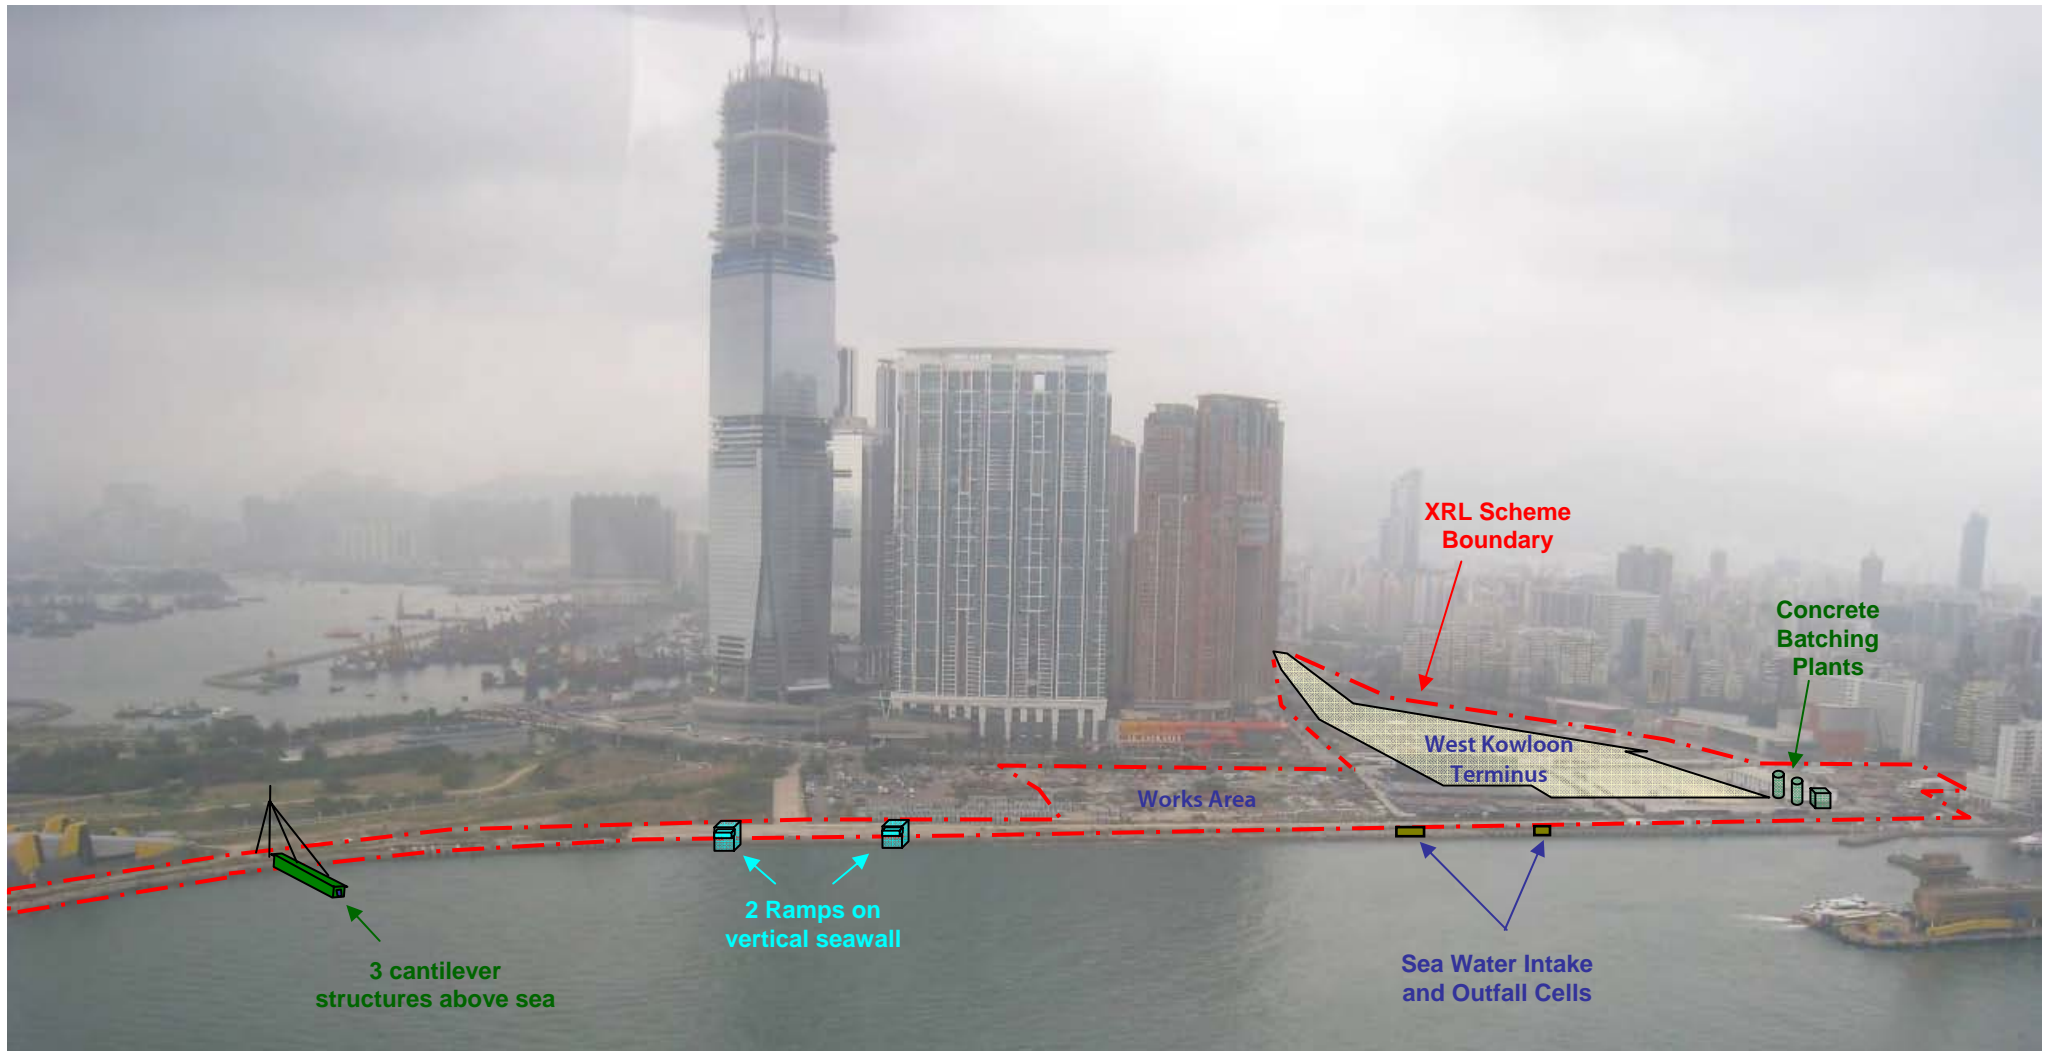 XRL Scheme
Boundary
Concrete
Batching
Plants
West Kowloon
Terminus
Works Area
2 Ramps on
vertical seawall
3 cantilever
structures above sea
Sea Water Intake
and Outfall Cells